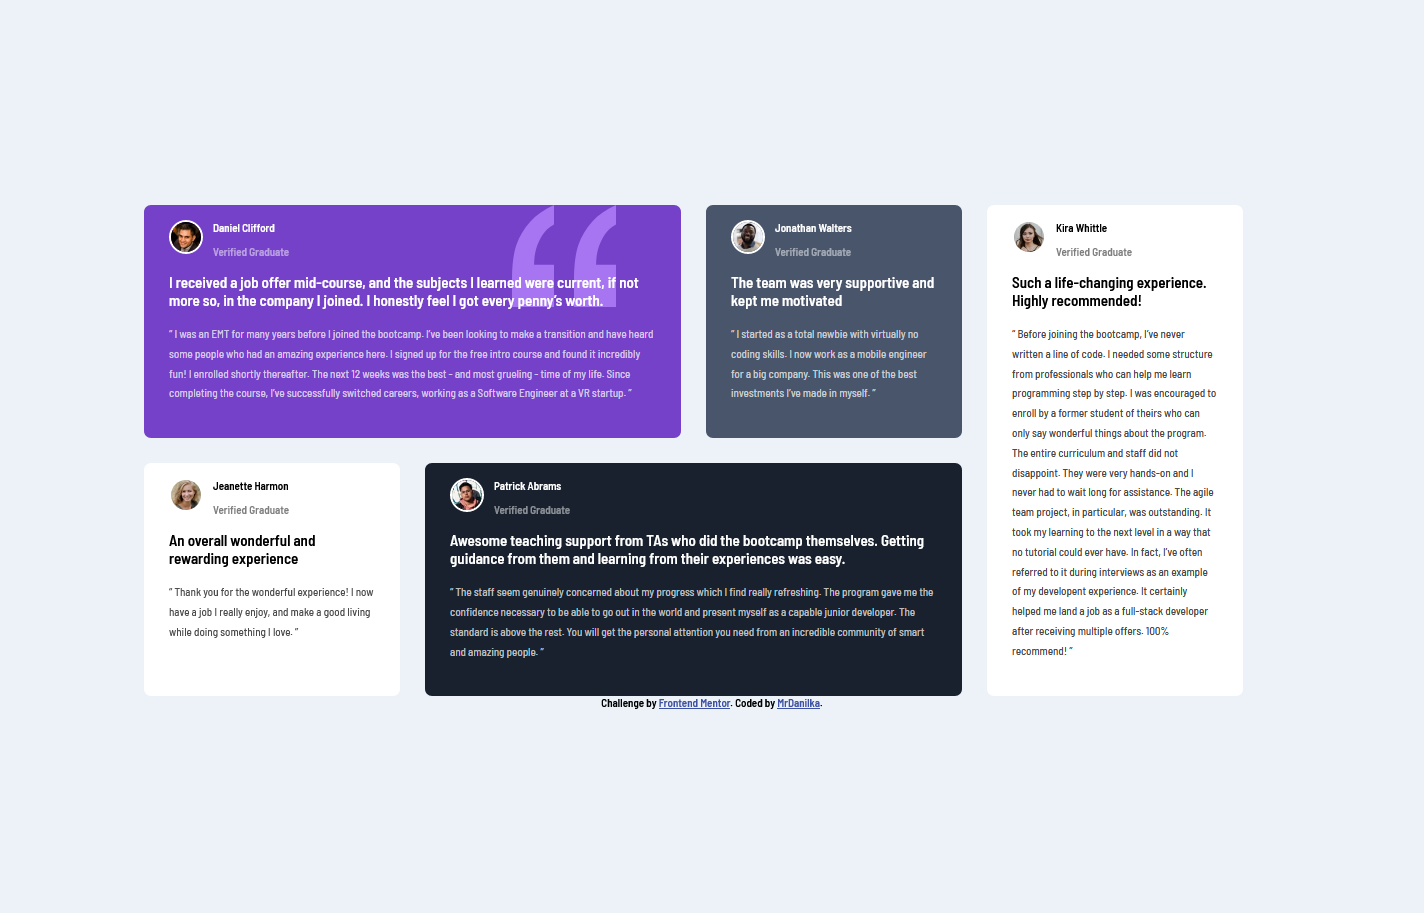 Daniel Clifford
Verified Graduate
I received a job offer mid-course, and the subjects I learned were current, if not
more so, in the company I joined. I honestly feel I got every penny’s worth.
“ I was an EMT for many years before I joined the bootcamp. I’ve been looking to make a transition and have heard
some people who had an amazing experience here. I signed up for the free intro course and found it incredibly
fun! I enrolled shortly thereafter. The next 12 weeks was the best - and most grueling - time of my life. Since
completing the course, I’ve successfully switched careers, working as a Software Engineer at a VR startup. ”
Jonathan Walters
Verified Graduate
The team was very supportive and
kept me motivated
“ I started as a total newbie with virtually no
coding skills. I now work as a mobile engineer
for a big company. This was one of the best
investments I’ve made in myself. ”
Kira Whittle
Verified Graduate
Such a life-changing experience.
Highly recommended!
“ Before joining the bootcamp, I’ve never
written a line of code. I needed some structure
from professionals who can help me learn
programming step by step. I was encouraged to
enroll by a former student of theirs who can
only say wonderful things about the program.
The entire curriculum and staff did not
disappoint. They were very hands-on and I
never had to wait long for assistance. The agile
team project, in particular, was outstanding. It
took my learning to the next level in a way that
no tutorial could ever have. In fact, I’ve often
referred to it during interviews as an example
of my developent experience. It certainly
helped me land a job as a full-stack developer
after receiving multiple offers. 100%
recommend! ”
Jeanette Harmon
Verified Graduate
An overall wonderful and
rewarding experience
“ Thank you for the wonderful experience! I now
have a job I really enjoy, and make a good living
while doing something I love. ”
Patrick Abrams
Verified Graduate
Awesome teaching support from TAs who did the bootcamp themselves. Getting
guidance from them and learning from their experiences was easy.
“ The staff seem genuinely concerned about my progress which I find really refreshing. The program gave me the
confidence necessary to be able to go out in the world and present myself as a capable junior developer. The
standard is above the rest. You will get the personal attention you need from an incredible community of smart
and amazing people. ”
Challenge by Frontend Mentor. Coded by MrDanilka.